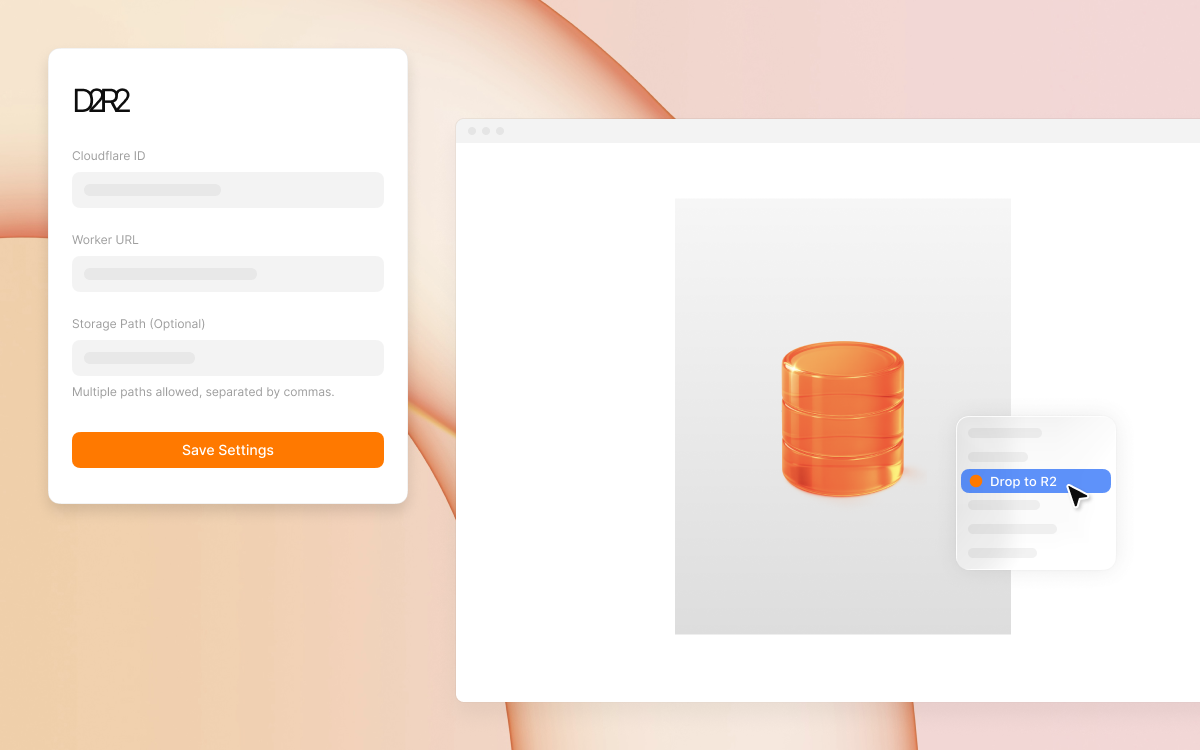 D2R2
Cloudflare ID
Worker URL
Storage Path (Optional)
Multiple paths allowed, separated by commas.
Save Settings
Drop to R2